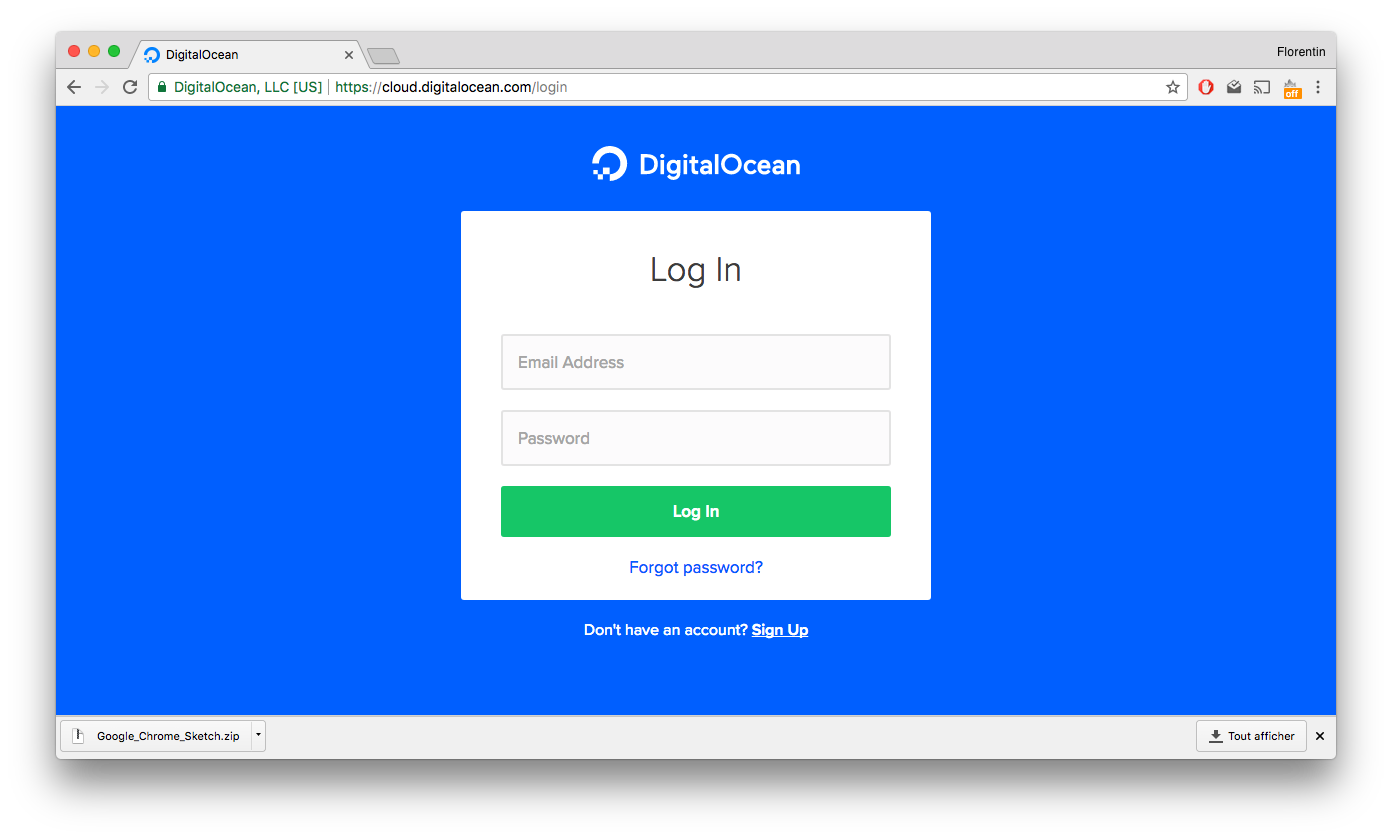 DigitalOcean
Florentin
DigitalOcean, LLC [US] https://cloud.digitalocean.com/login
off
DigitalOcean
Log In
Email Address
Password
Log In
Forgot password?
Don't have an account? Sign Up
Google_Chrome_Sketch.zip
Tout afficher